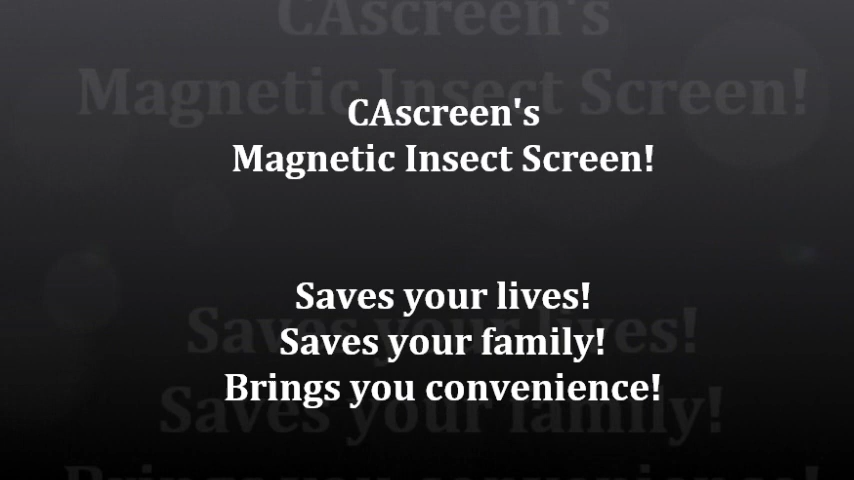 CAscreen's
Magnetic Insect Screen!
Saves your lives!
Saves your family!
Brings you convenience!